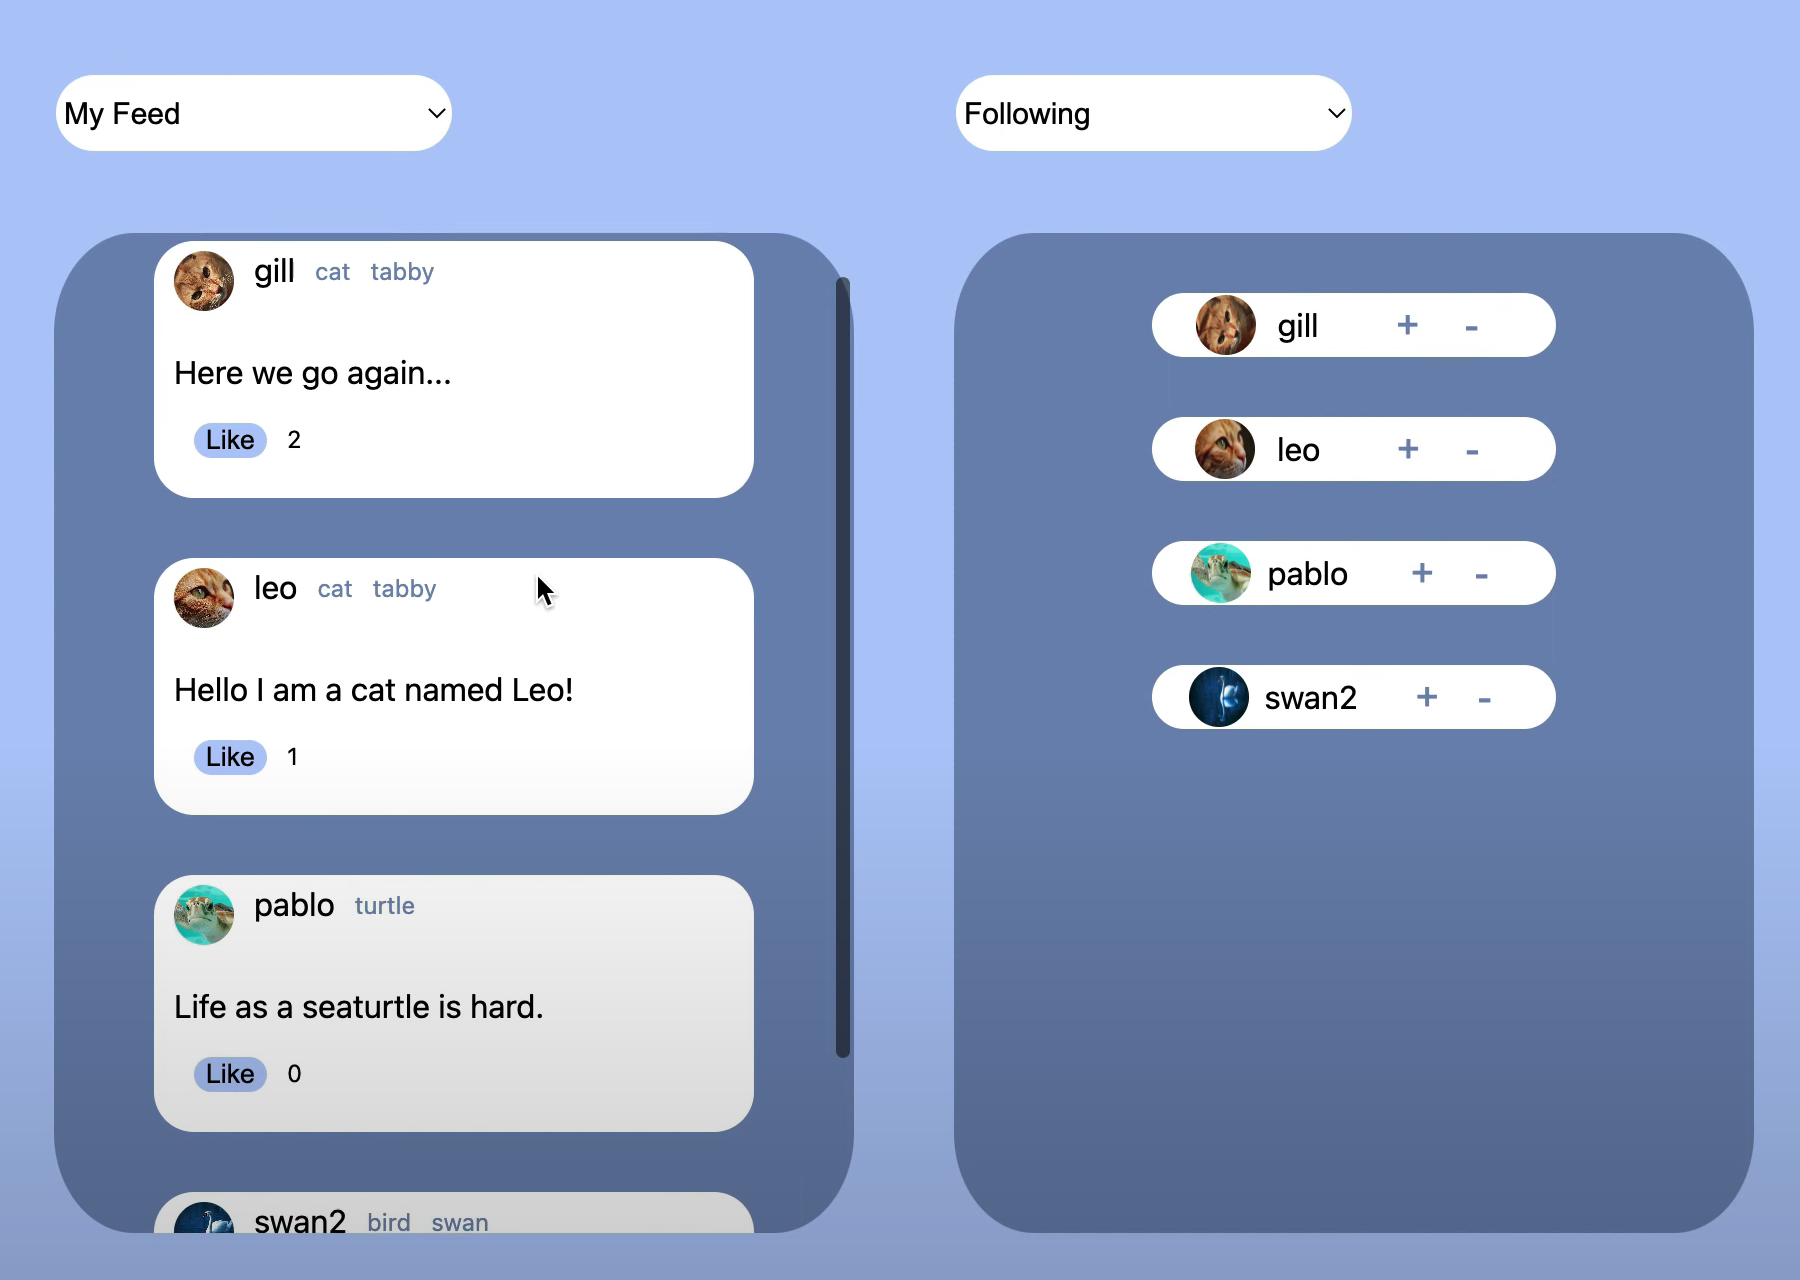 My Feed
gill cat tabby
Here we go again...
Like 2
leo cat tabby
Hello I am a cat named Leo!
Like 1
pablo turtle
Life as a seaturtle is hard.
Like 0
swan2 bird swan
Following
gill + -
leo + -
pablo + -
swan2 + -